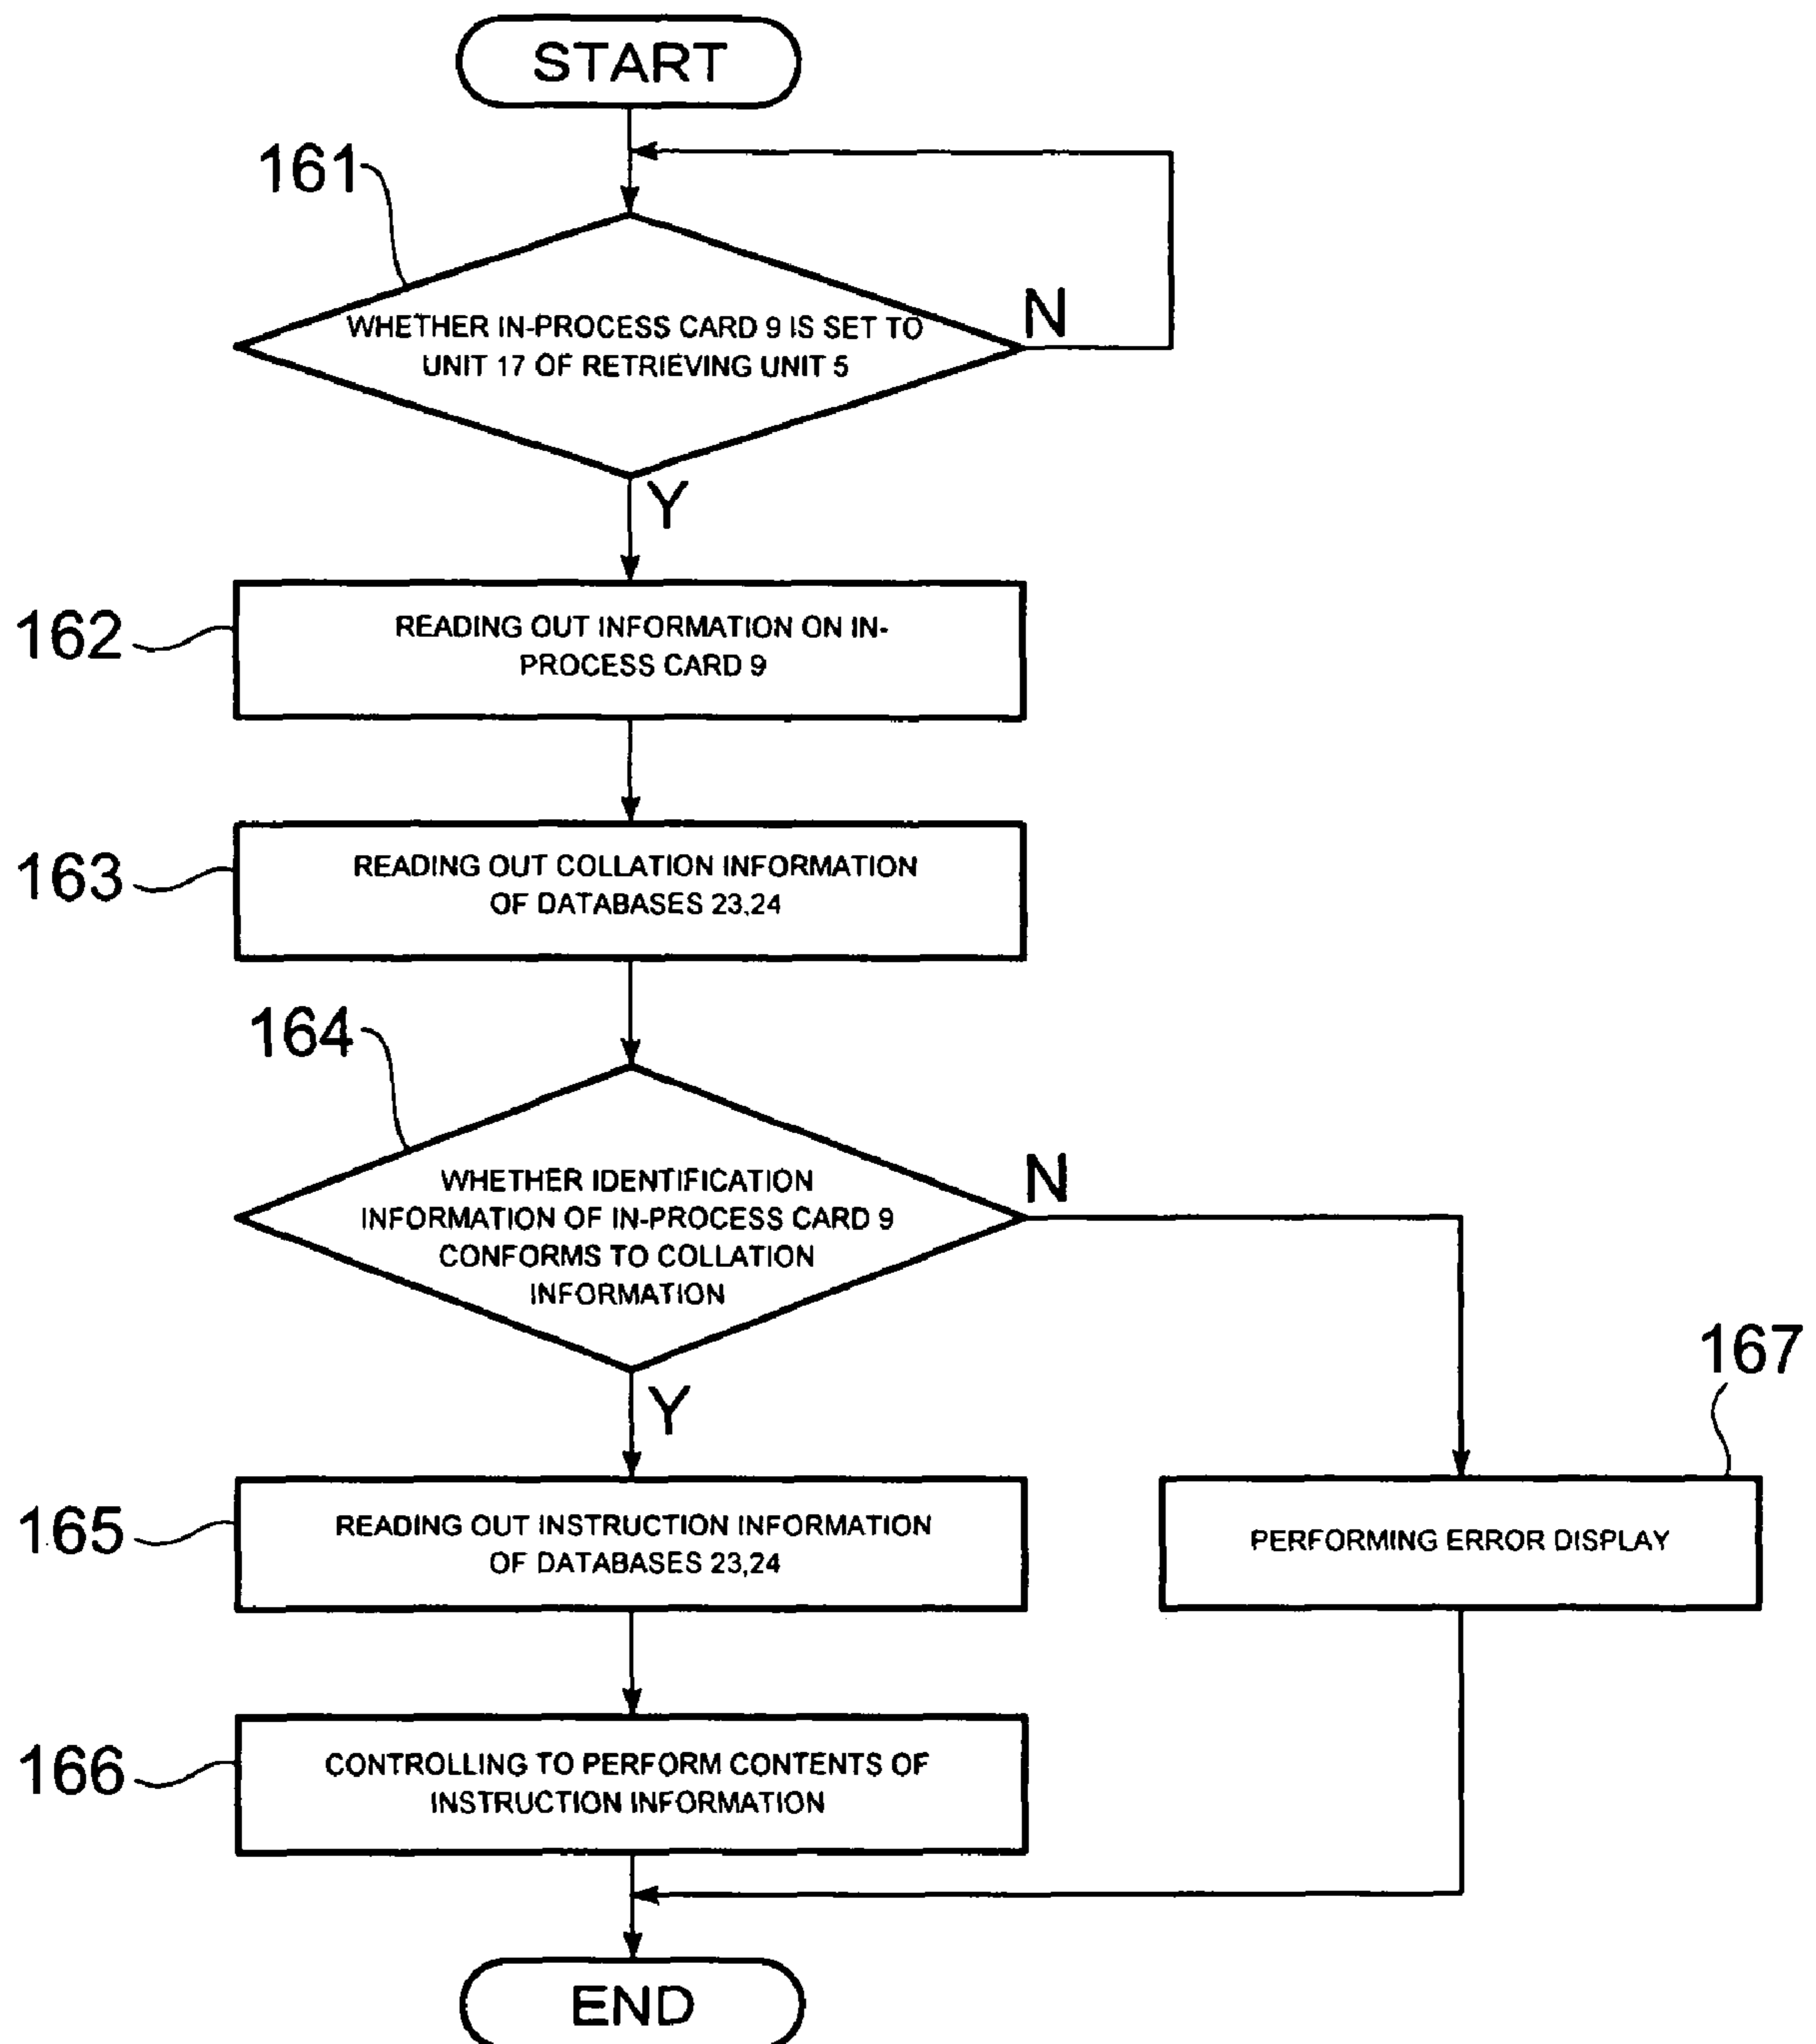 START
161
WHETHER IN-PROCESS CARD 9 IS SET TO
UNIT 17 OF RETRIEVING UNIT 5
N
Y
162
READING OUT INFORMATION ON IN-
PROCESS CARD 9
163
READING OUT COLLATION INFORMATION
OF DATABASES 23,24
164
WHETHER IDENTIFICATION
INFORMATION OF IN-PROCESS CARD 9
CONFORMS TO COLLATION
INFORMATION
N
Y
167
165
READING OUT INSTRUCTION INFORMATION
OF DATABASES 23,24
PERFORMING ERROR DISPLAY
166
CONTROLLING TO PERFORM CONTENTS OF
INSTRUCTION INFORMATION
END